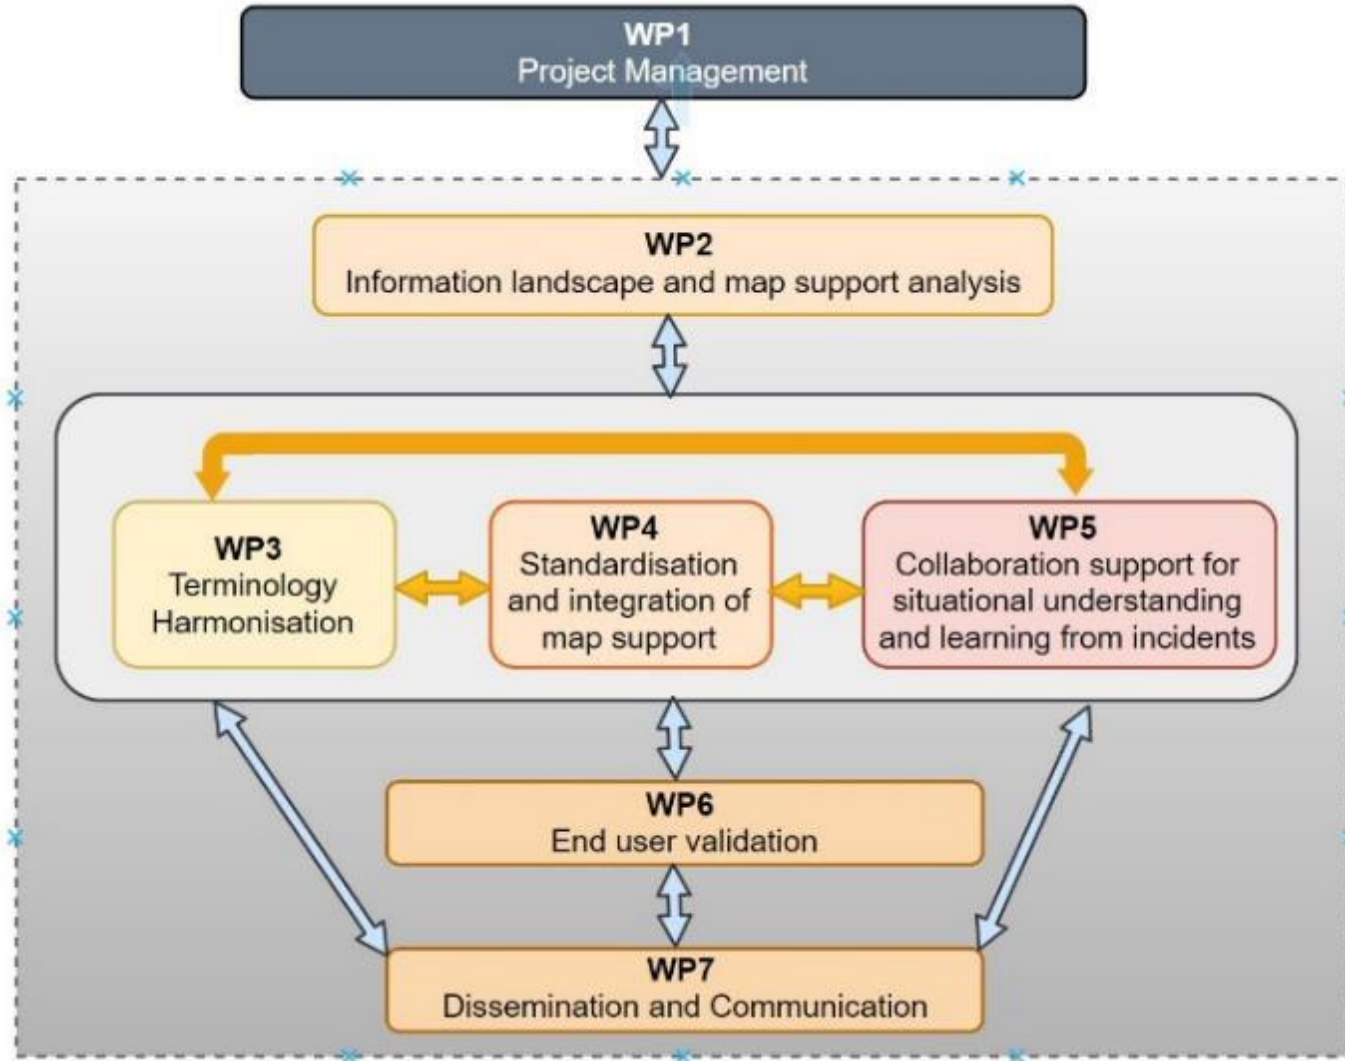 WP1
Project Management
WP2
Information landscape and map support analysis
WP3
Terminology
Harmonisation
WP4
Standardisation
and integration of
map support
WP5
Collaboration support for
situational understanding
and learning from incidents
WP6
End user validation
WP7
Dissemination and Communication